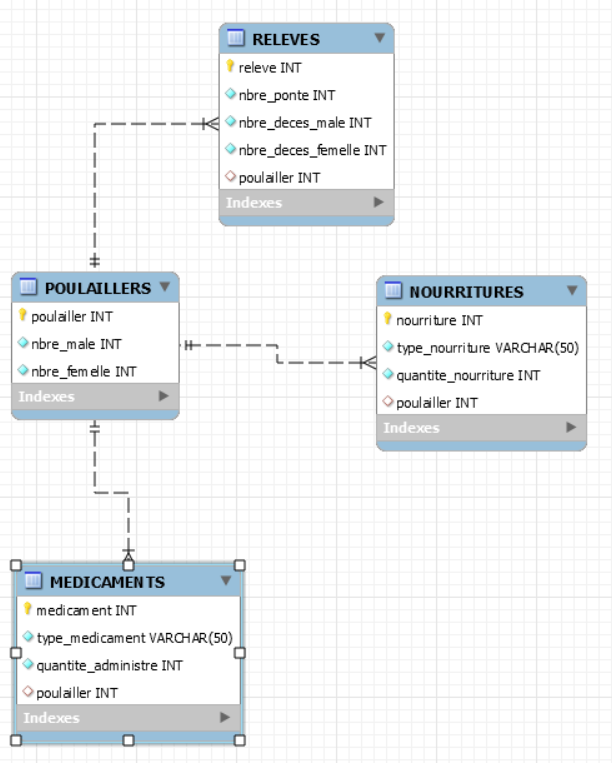 RELEVES
releve INT
nbre_ponte INT
nbre_deces_male INT
nbre_deces_femelle INT
poulailler INT
Indexes
POULAILLERS
poulailler INT
nbre_male INT
nbre_femelle INT
Indexes
NOURRITURES
nourriture INT
type_nourriture VARCHAR(50)
quantite_nourriture INT
poulailler INT
Indexes
MEDICAMENTS
medicament INT
type_medicament VARCHAR(50)
quantite_administre INT
poulailler INT
Indexes